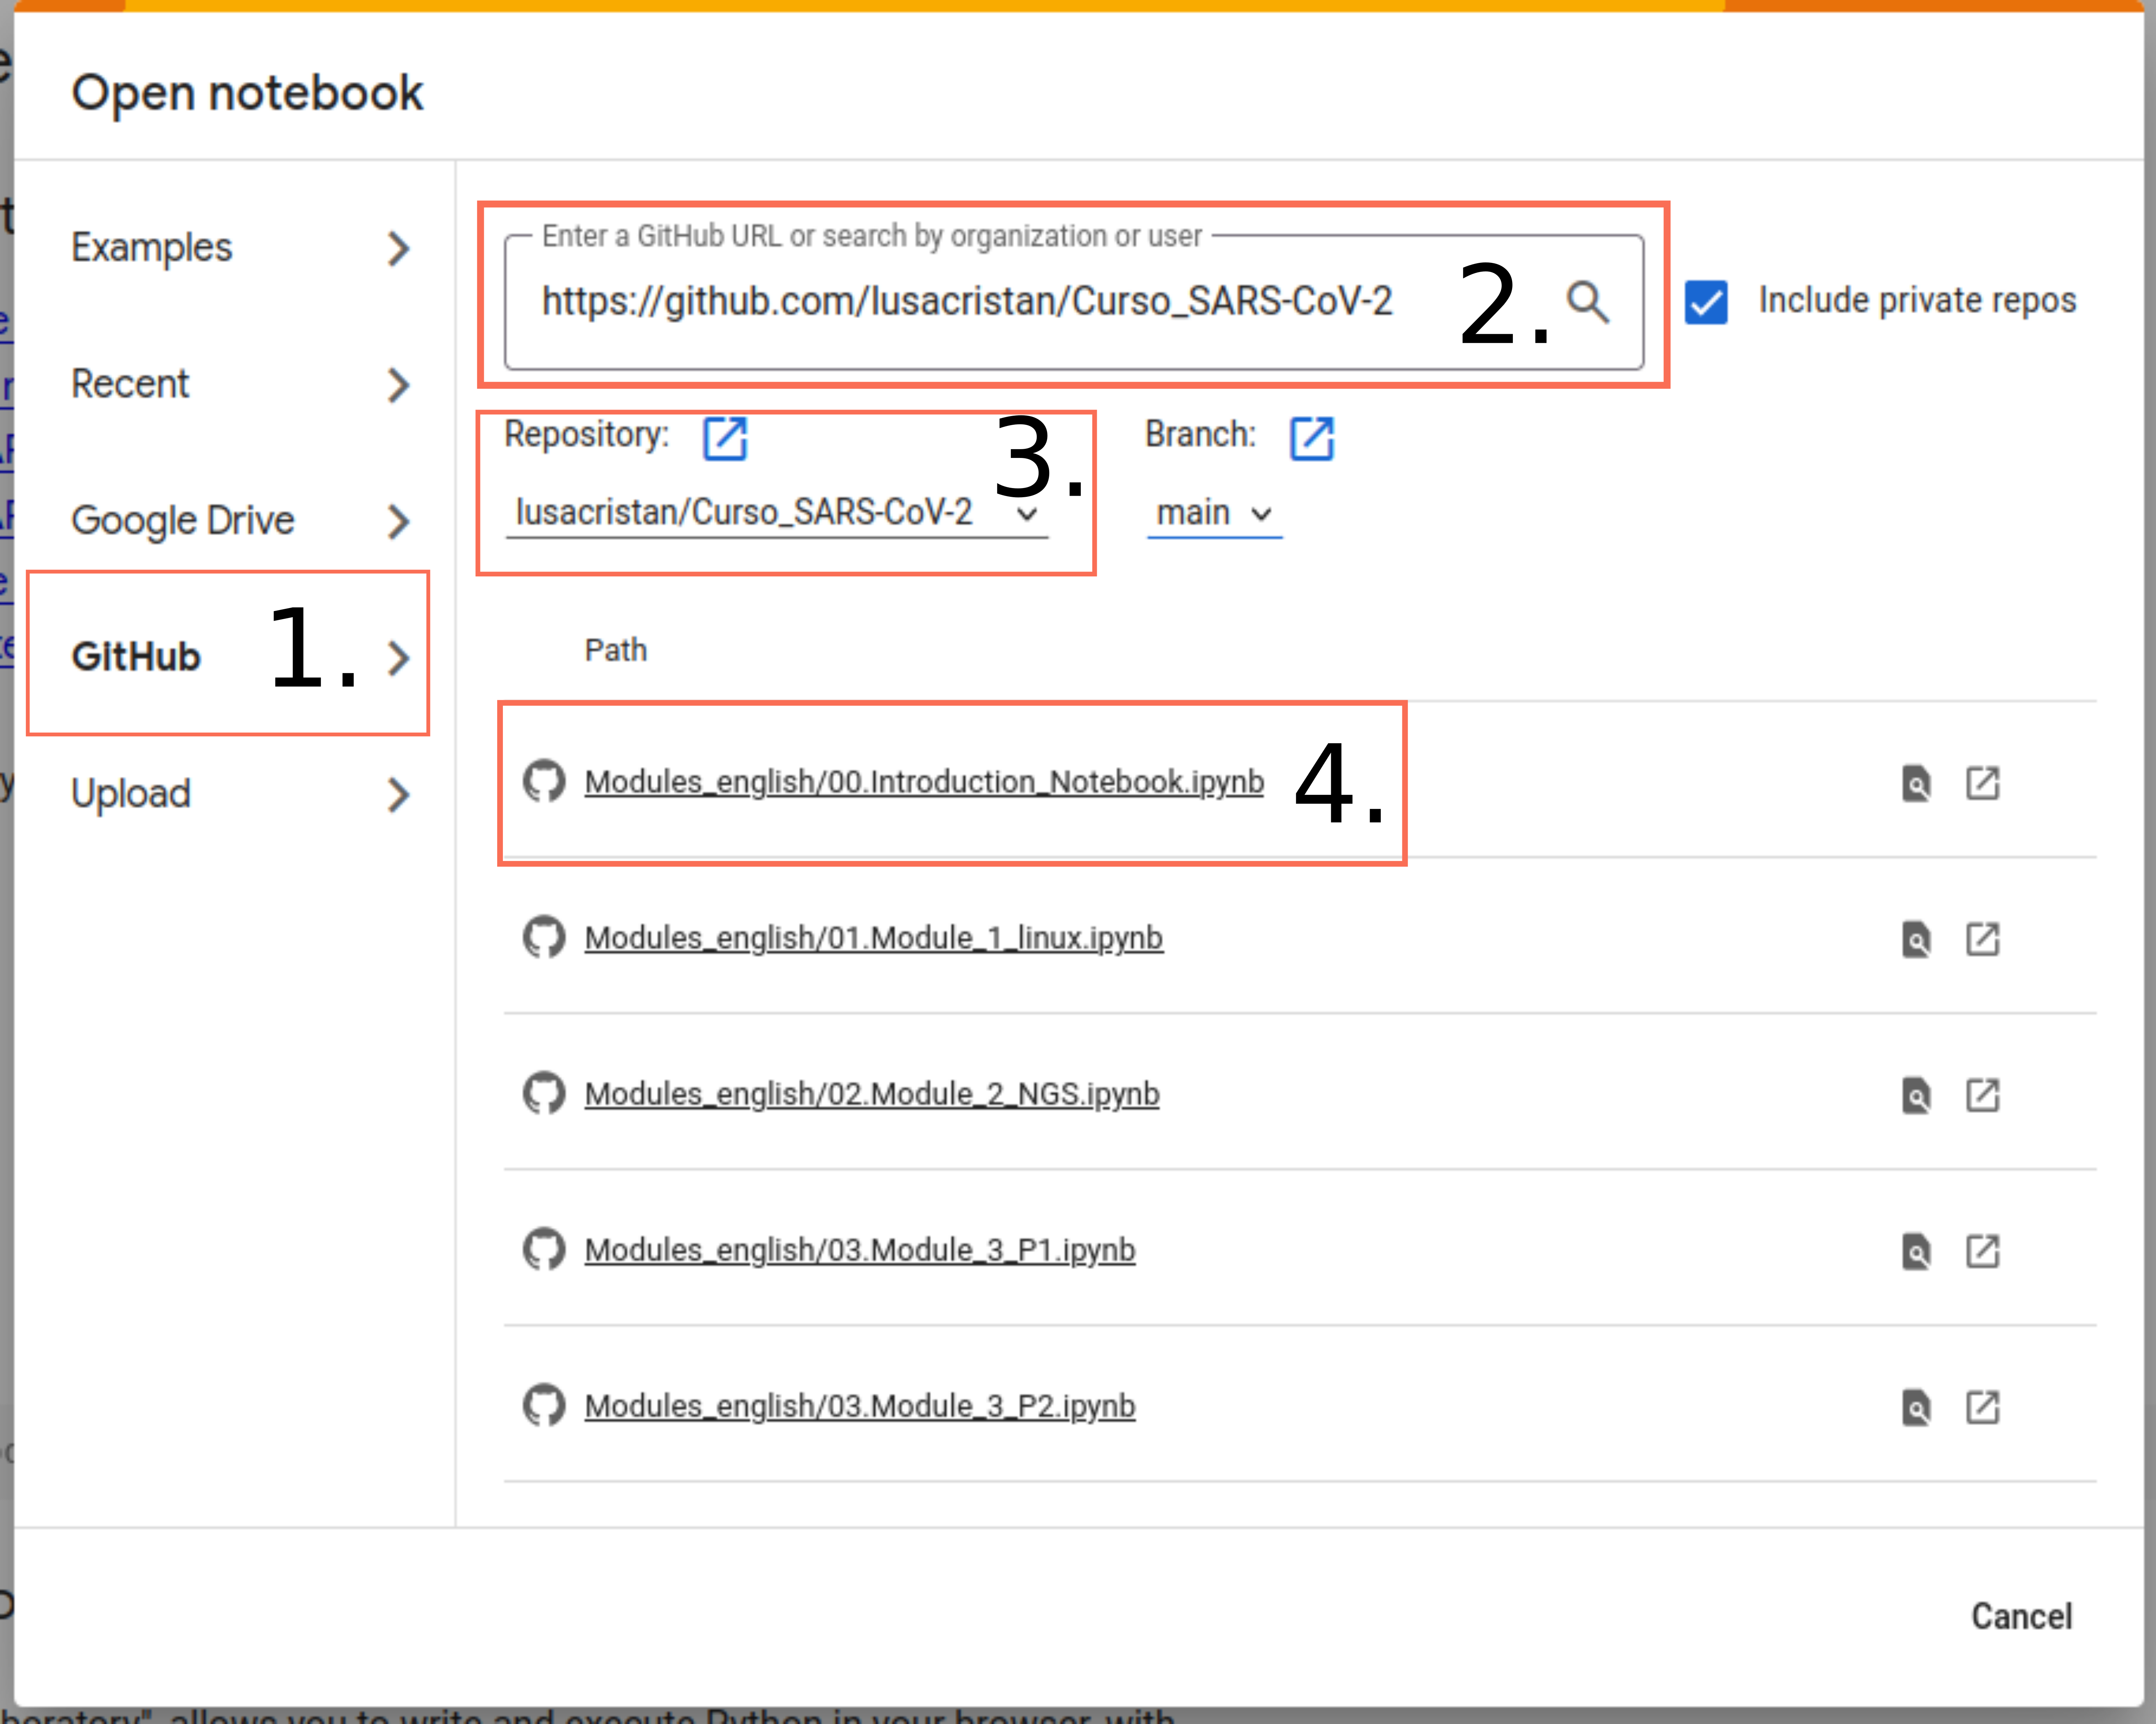 Open notebook
Examples
Recent
Google Drive
GitHub 1.
Upload
Enter a GitHub URL or search by organization or user
https://github.com/lusacristan/Curso_SARS-CoV-2 2.
Include private repos
Repository: 3.
lusacristan/Curso_SARS-CoV-2
Branch:
main
Path
Modules_english/00.Introduction_Notebook.ipynb 4.
Modules_english/01.Module_1_linux.ipynb
Modules_english/02.Module_2_NGS.ipynb
Modules_english/03.Module_3_P1.ipynb
Modules_english/03.Module_3_P2.ipynb
Cancel
allows you to write and execute Python in your browser, with